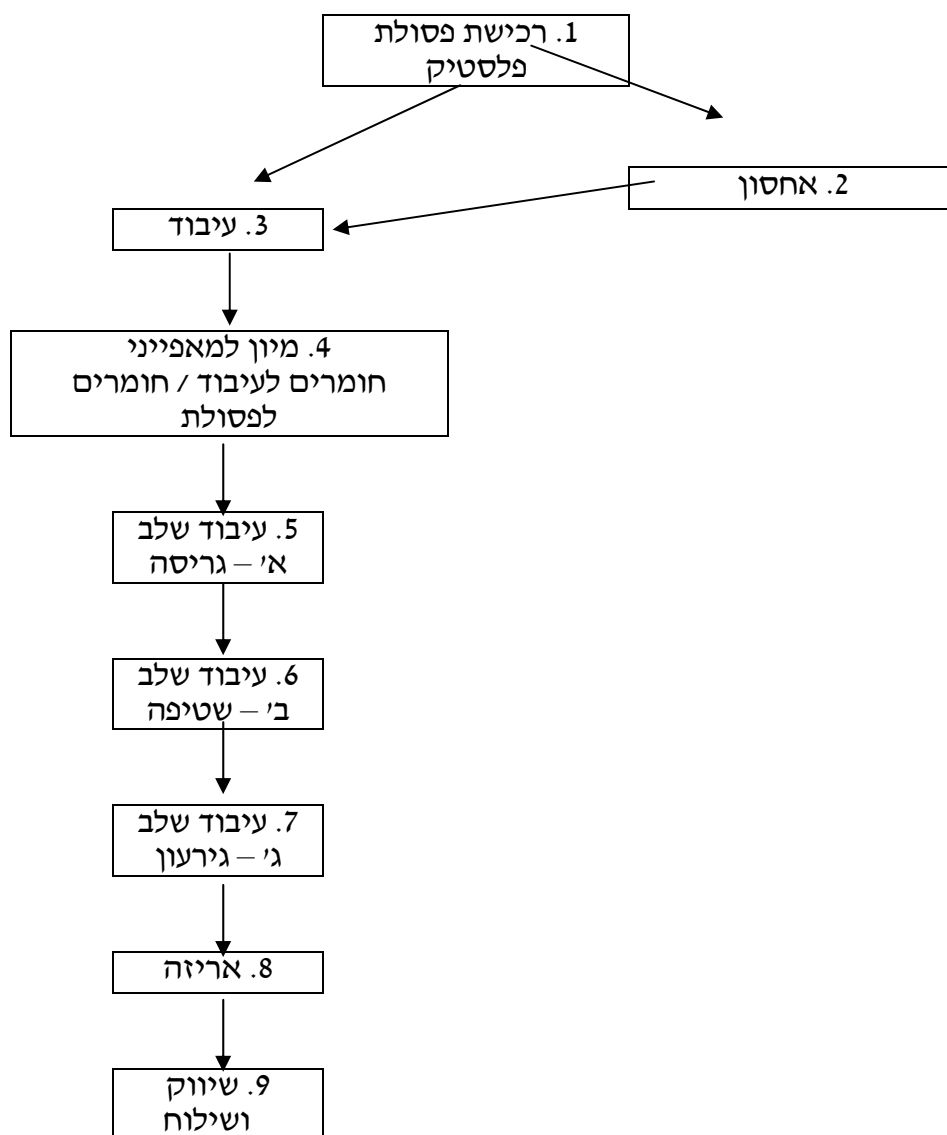 1. רכישת פסולת
פלסטיק
2. אחסון
3. עיבוד
4. מיון למאפייני
חומרים לעיבוד / חומרים
לפסולת
5. עיבוד שלב
א' – גריסה
6. עיבוד שלב
ב' – שטיפה
7. עיבוד שלב
ג' – גירעון
8. אריזה
9. שיווק
ושילוח